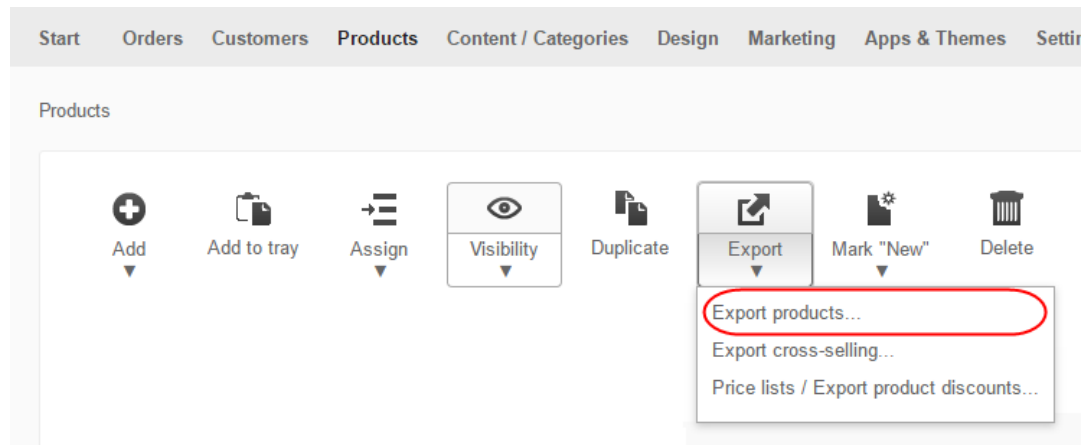 Start Orders Customers Products Content / Categories Design Marketing Apps & Themes
Products
Add Add to tray Assign Visibility Duplicate Export Mark "New" Delete
Export products...
Export cross-selling...
Price lists / Export product discounts...